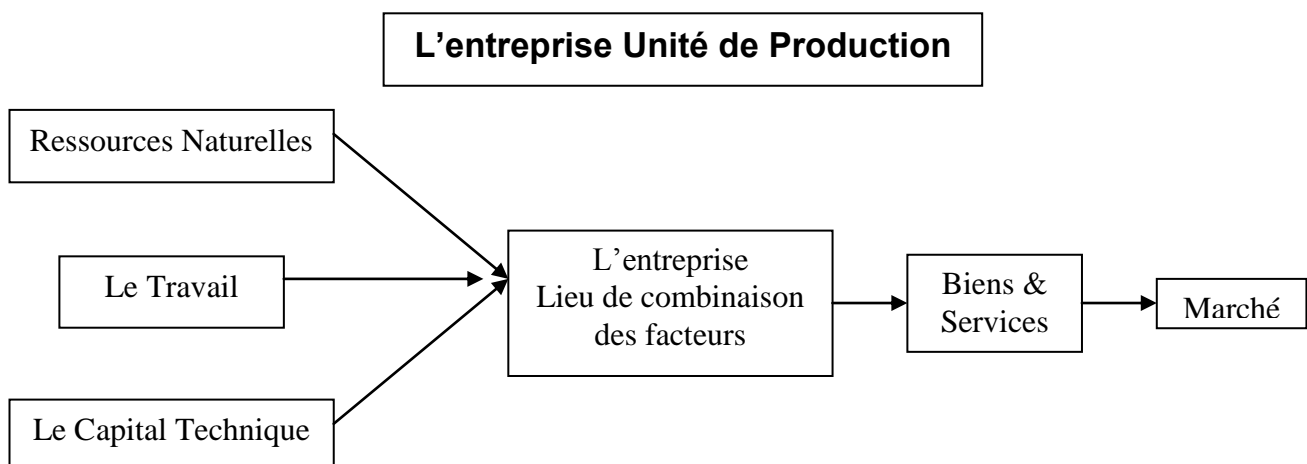 L’entreprise Unité de Production
Ressources Naturelles
Le Travail
Le Capital Technique
L’entreprise
Lieu de combinaison
des facteurs
Biens &
Services
Marché